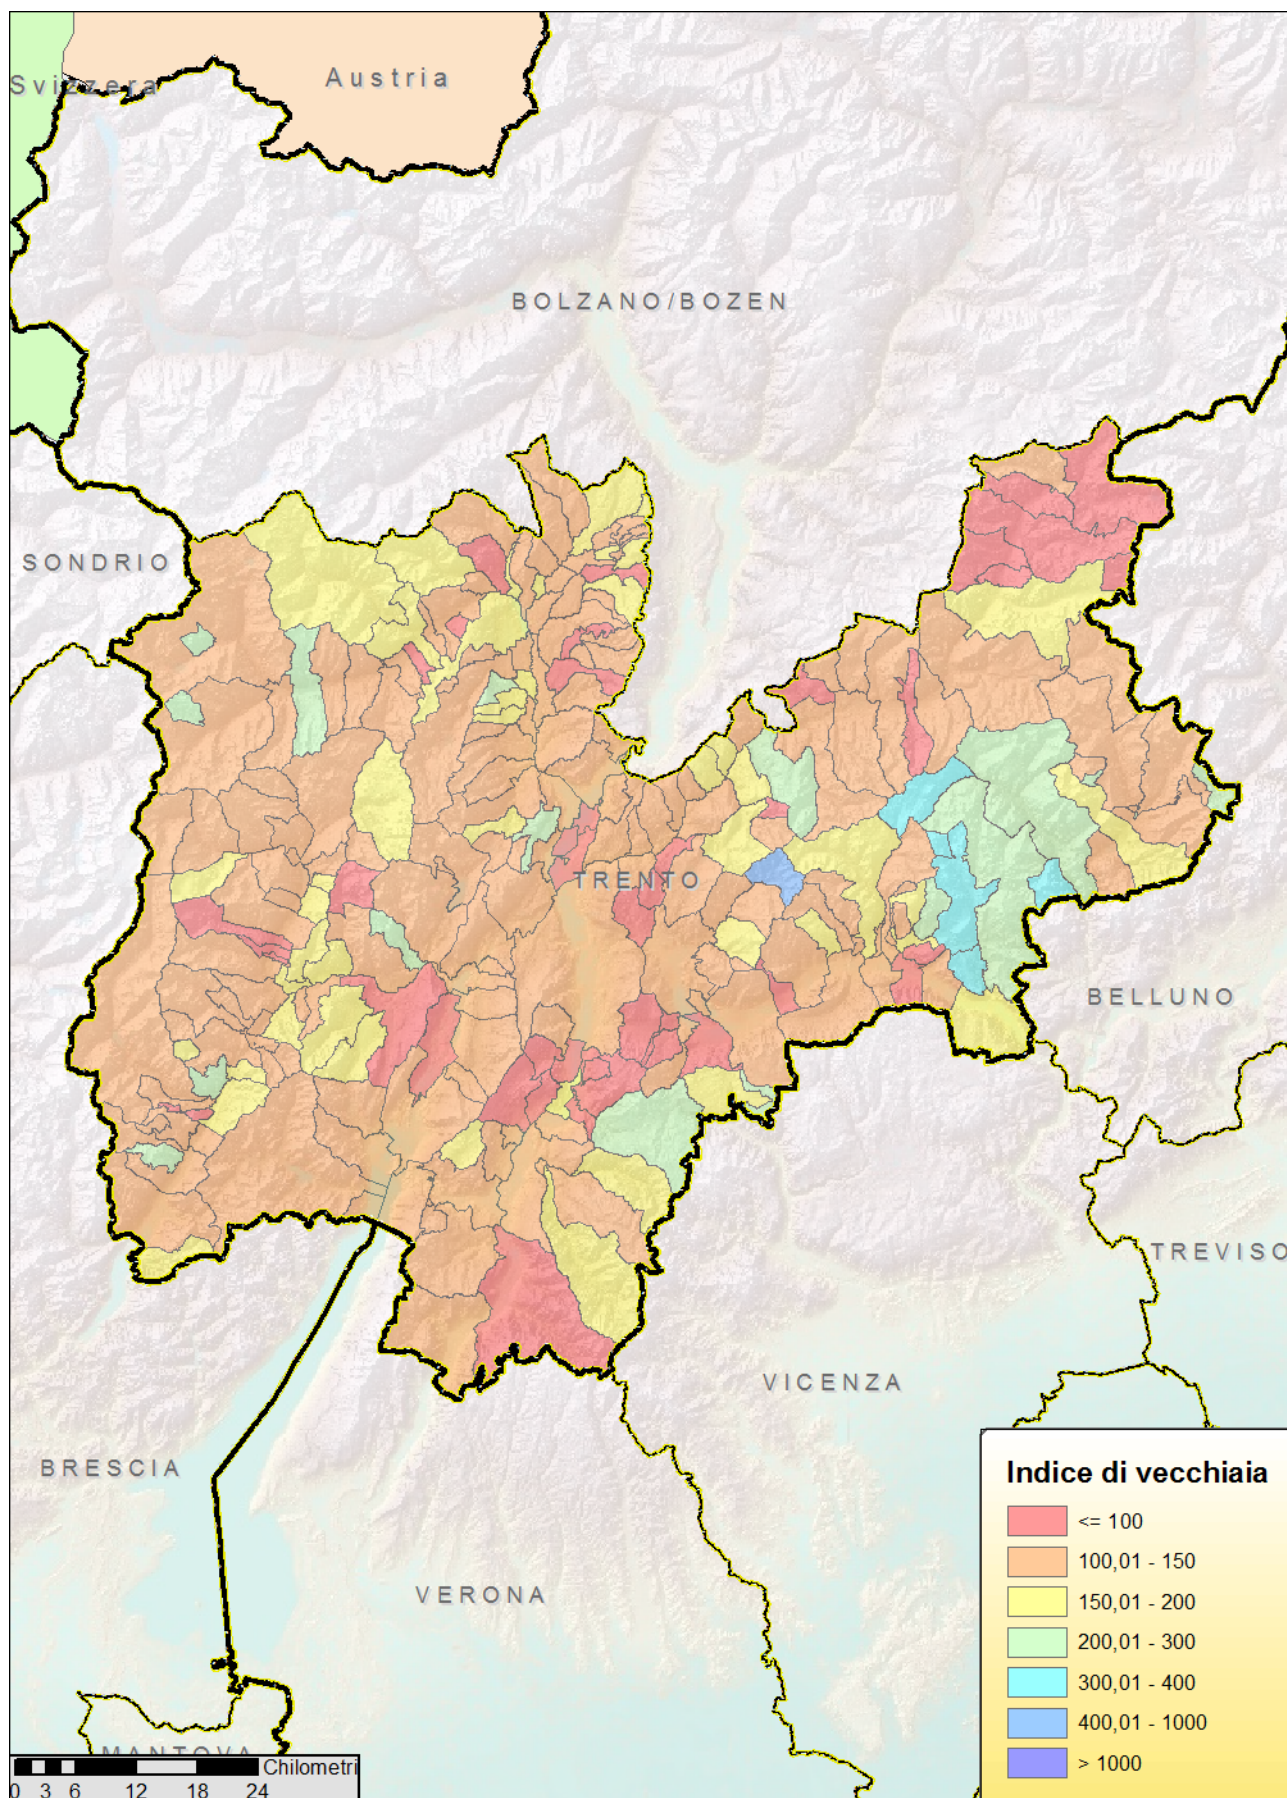 Austria
Svizzera
BOLZANO/BOZEN
SONDRIO
TRENTO
BELLUNO
TREVISO
VICENZA
BRESCIA
VERONA
MANTOVA
Indice di vecchiaia
<= 100
100,01 - 150
150,01 - 200
200,01 - 300
300,01 - 400
400,01 - 1000
> 1000
Chilometri
0 3 6 12 18 24